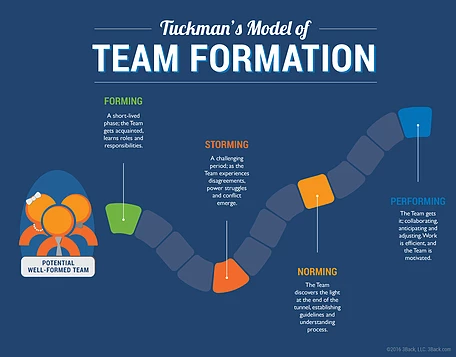 Tuckman's Model of
TEAM FORMATION
FORMING
A short-lived
phase; the Team
gets acquainted,
learns roles and
responsibilities.
STORMING
A challenging
period; as the Team
experiences
disagreements,
power struggles
and conflict
emerge.
POTENTIAL
WELL-FORMED TEAM
NORMING
The Team
discovers the light
at the end of the
tunnel, establishing
guidelines and
understanding
process.
PERFORMING
The Team gets
it; collaborating,
anticipating and
adjusting. Work
is efficient, and
the Team is
motivated.
©2016 3Back, LLC 3Back.com